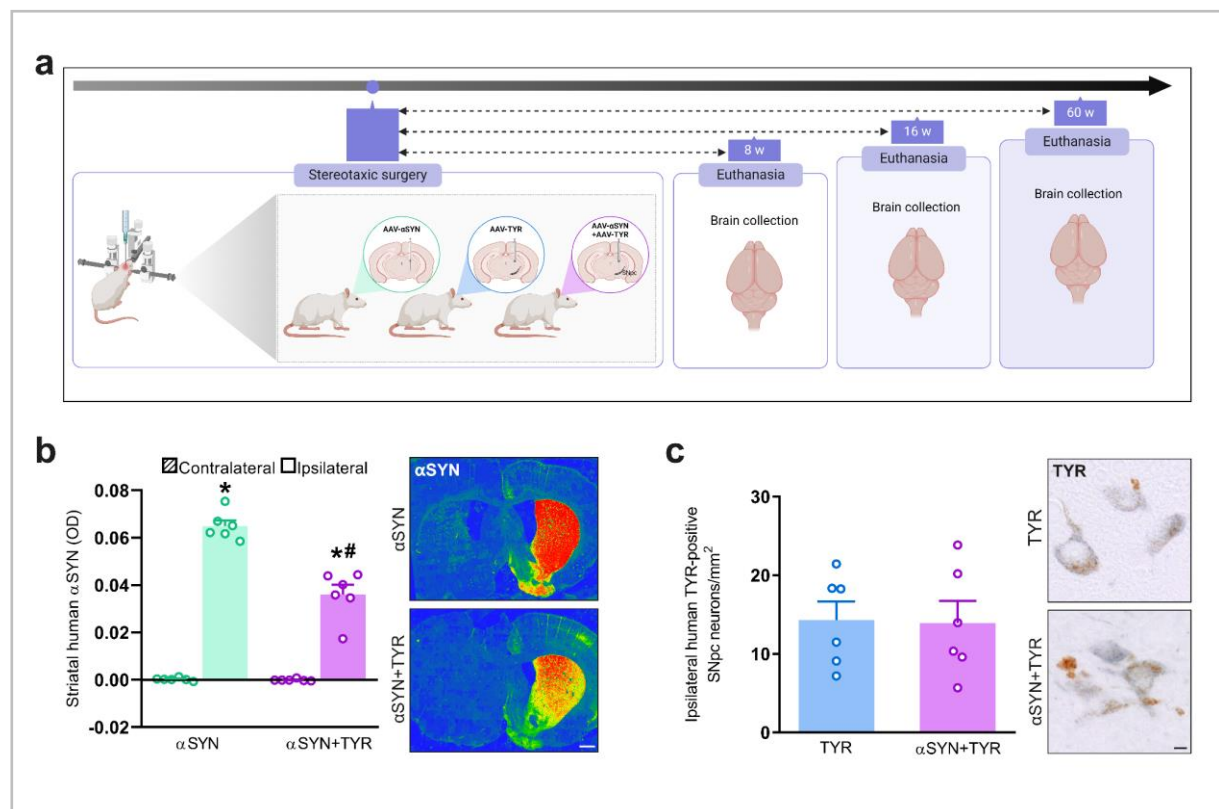 a
60 w
16 w
8 w
Euthanasia
Euthanasia
Euthanasia
Stereotaxic surgery
Brain collection
Brain collection
Brain collection
AAV-αSYN
AAV-TYR
AAV-αSYN
+AAV-TYR
SNpc
b
Contralateral Ipsilateral
Striatal human αSYN (OD)
0.08
0.06
0.04
0.02
0.00
-0.02
*
*#
αSYN
αSYN+TYR
αSYN
αSYN
αSYN+TYR
c
Ipsilateral human TYR-positive
SNpc neurons/mm²
30
20
10
0
TYR
αSYN+TYR
TYR
TYR
αSYN+TYR